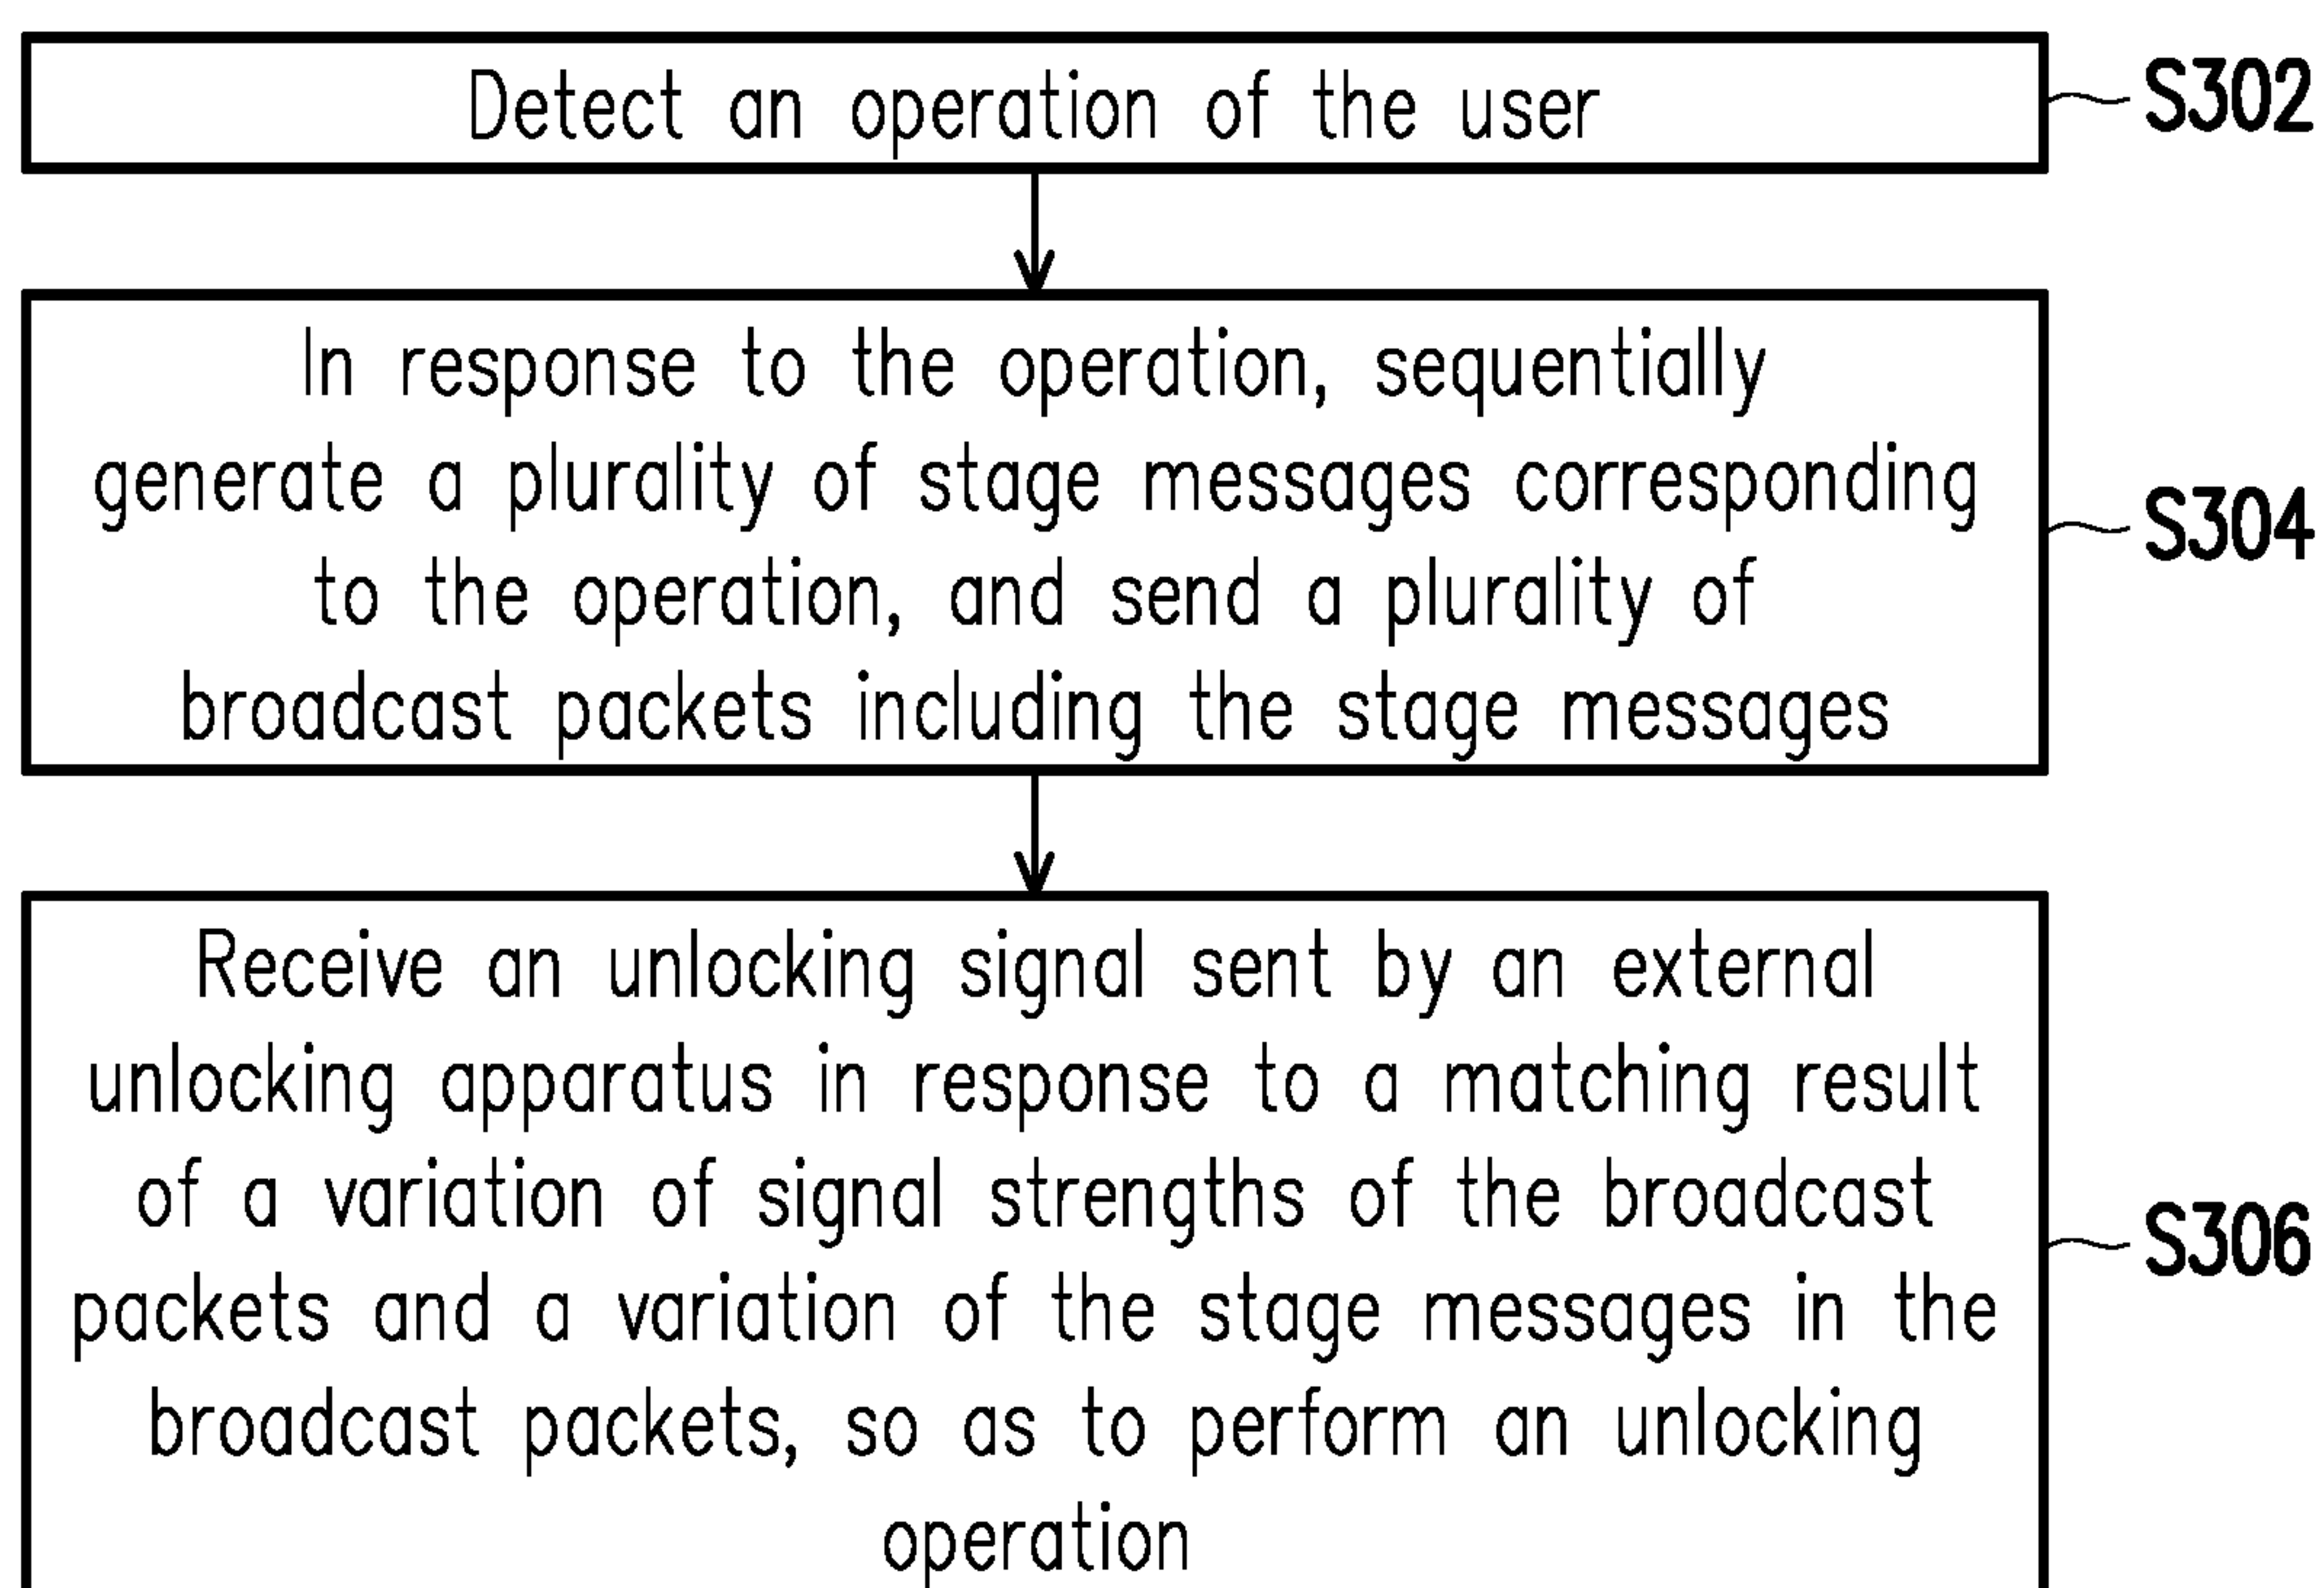 Detect an operation of the user
S302
In response to the operation, sequentially
generate a plurality of stage messages corresponding
to the operation, and send a plurality of
broadcast packets including the stage messages
S304
Receive an unlocking signal sent by an external
unlocking apparatus in response to a matching result
of a variation of signal strengths of the broadcast
packets and a variation of the stage messages in the
broadcast packets, so as to perform an unlocking
operation
S306